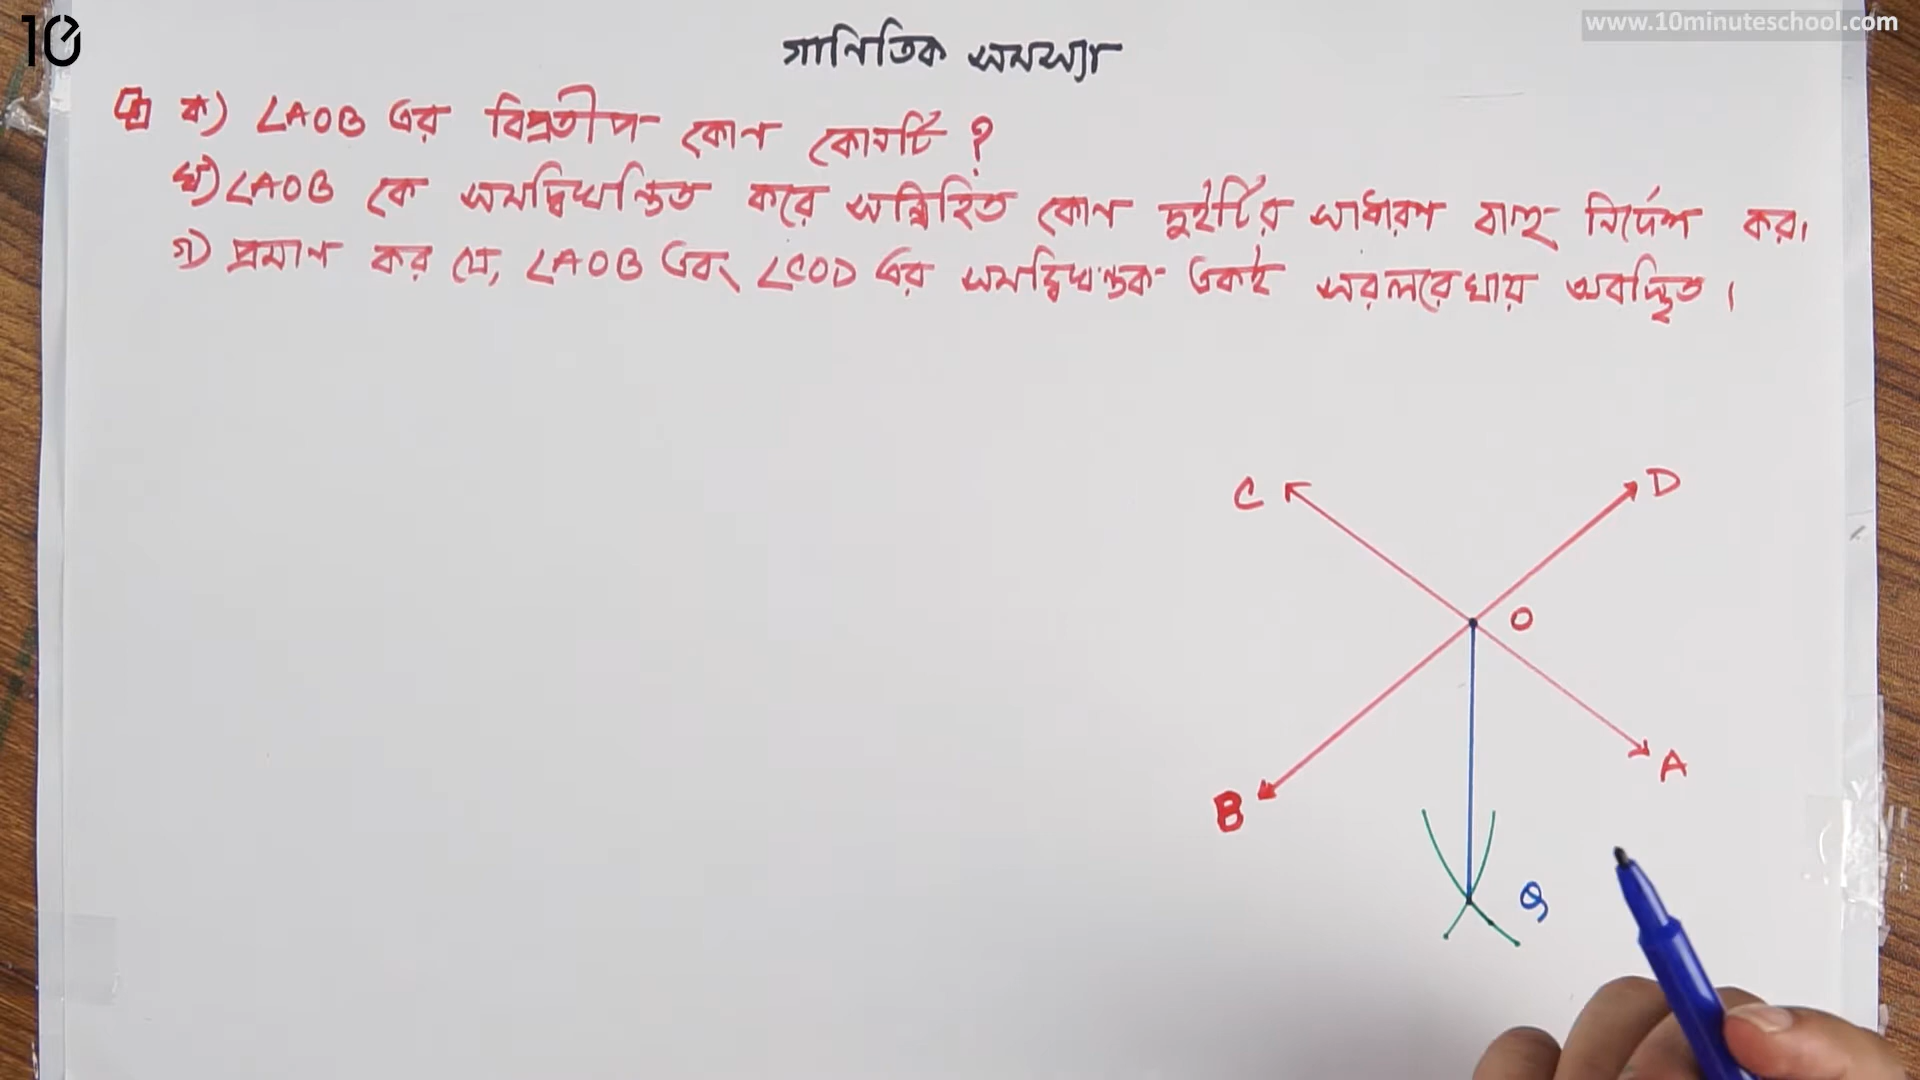 10
www.10minuteschool.com
গানিতিক সমস্যা
ক) ∠AOB এর বিপ্রতীপ কোণ কোনটি ?
খ) ∠AOB কে সমদ্বিখন্ডিত করে সন্নিহিত কোণ দুইটির সাধারণ বাহু নির্দেশ কর।
গ) প্রমাণ কর যে, ∠AOB এবং ∠COD এর সমদ্বিখন্ডক একই সরলরেখায় অবস্থিত।
C
D
O
A
B
Q